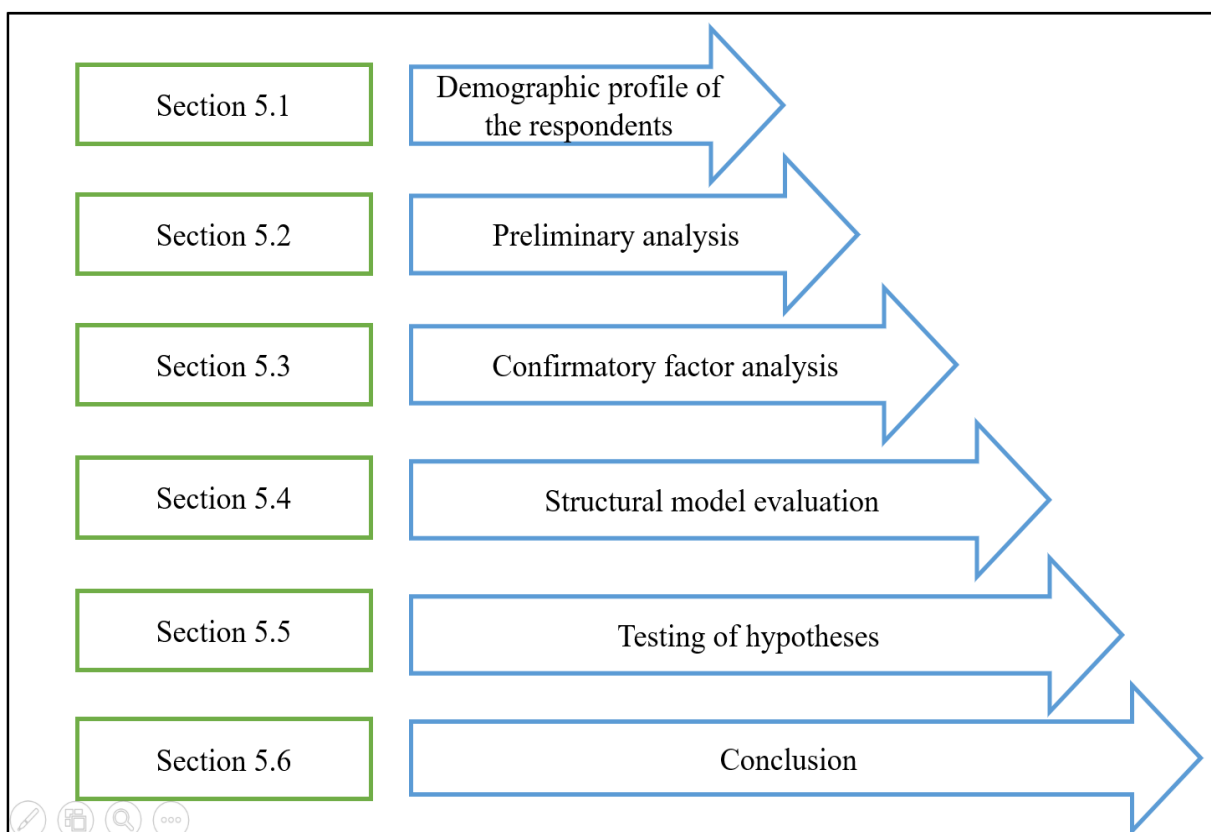 Section 5.1
Demographic profile of
the respondents
Section 5.2
Preliminary analysis
Section 5.3
Confirmatory factor analysis
Section 5.4
Structural model evaluation
Section 5.5
Testing of hypotheses
Section 5.6
Conclusion